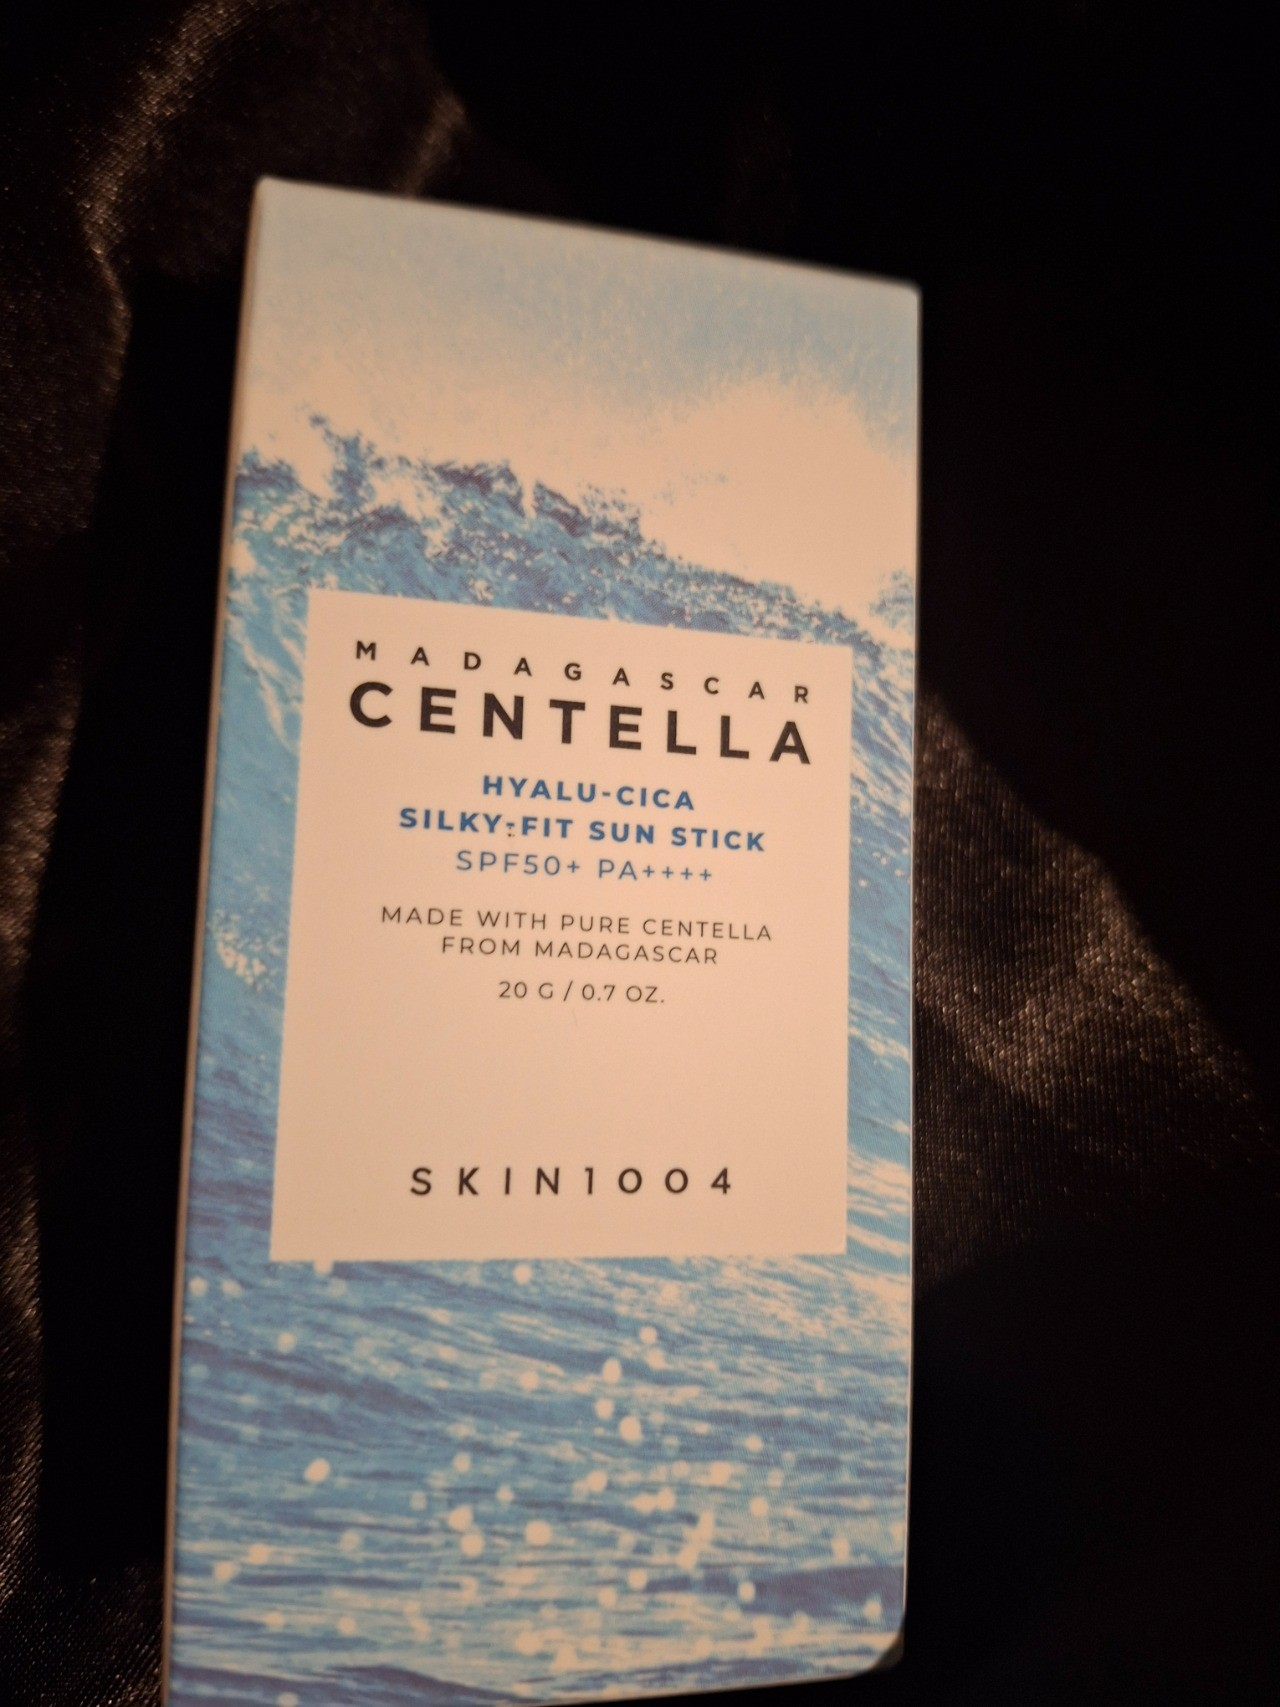 MADAGASCAR
CENTELLA
HYALU-CICA
SILKY-FIT SUN STICK
SPF50+ PA++++
MADE WITH PURE CENTELLA
FROM MADAGASCAR
20 G / 0.7 OZ.
SKIN1004